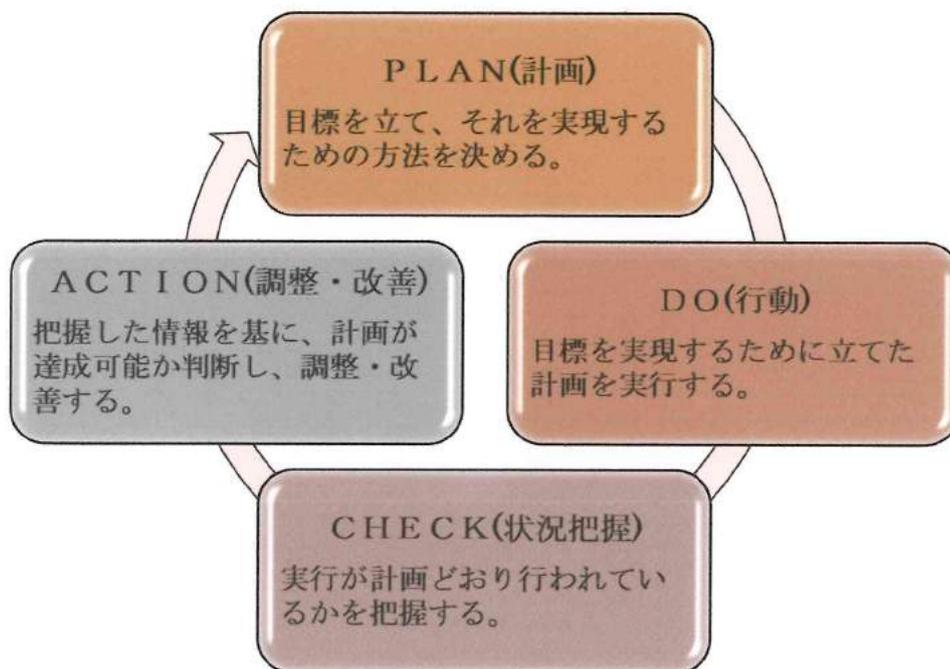 ＰＬＡＮ(計画)
目標を立て、それを実現する
ための方法を決める。
ＤＯ(行動)
目標を実現するために立てた
計画を実行する。
ＣＨＥＣＫ(状況把握)
実行が計画どおり行われてい
るかを把握する。
ＡＣＴＩＯＮ(調整・改善)
把握した情報を基に、計画が
達成可能か判断し、調整・改
善する。